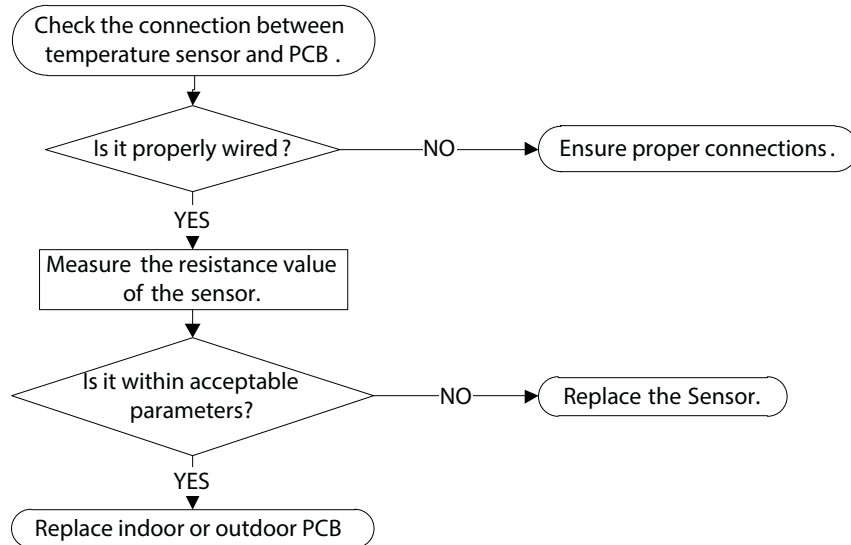 Check the connection between
temperature sensor and PCB .
Is it properly wired ?
NO
Ensure proper connections .
YES
Measure the resistance value
of the sensor.
Is it within acceptable
parameters?
NO
Replace the Sensor.
YES
Replace indoor or outdoor PCB